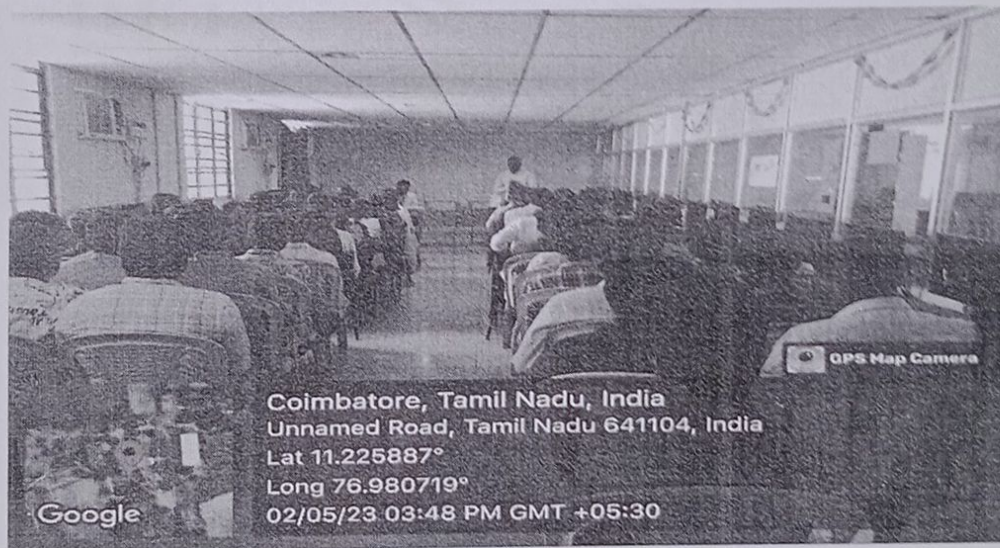 GPS Map Camera
Coimbatore, Tamil Nadu, India
Unnamed Road, Tamil Nadu 641104, India
Lat 11.225887°
Long 76.980719°
02/05/23 03:48 PM GMT +05:30
Google